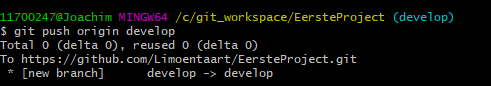 11700247@Joachim MINGW64 /c/git_workspace/EersteProject (develop)
$ git push origin develop
Total 0 (delta 0), reused 0 (delta 0)
To https://github.com/Limoentaart/EersteProject.git
 * [new branch]      develop -> develop